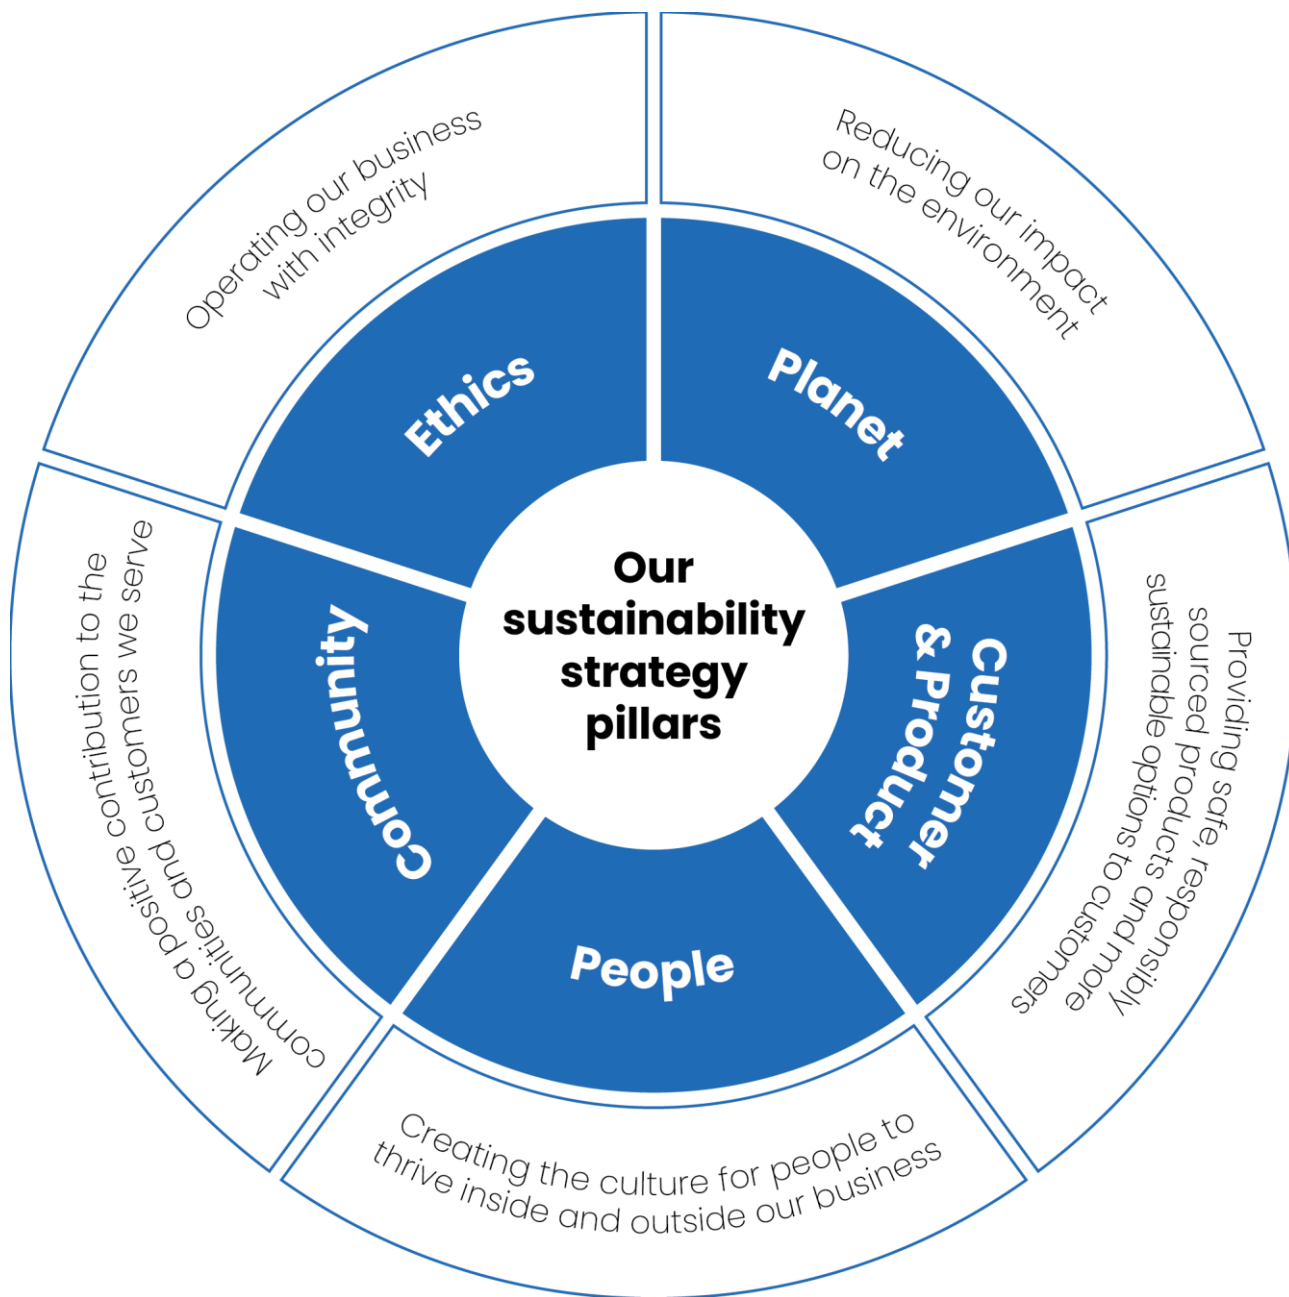 Our
sustainability
strategy
pillars
Planet
Reducing our impact
on the environment
Customer
& Product
Providing safe, responsibly
sourced products and more
sustainable options to customers
People
Creating the culture for people to
thrive inside and outside our business
Community
Making a positive contribution to the
communities and customers we serve
Ethics
Operating our business
with integrity